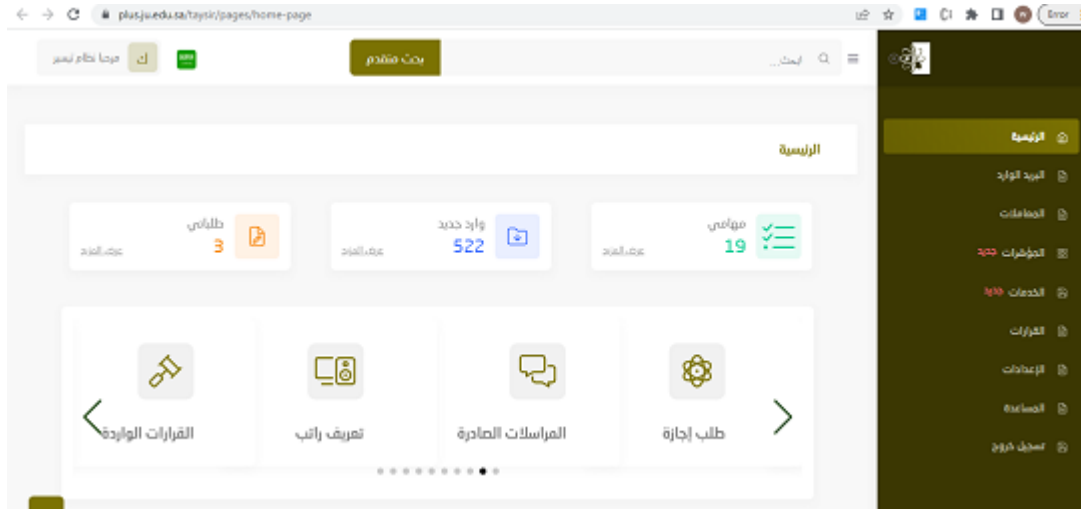 plus.ju.edu.sa/taysir/pages/home-page
Error
ابحث...
بحث متقدم
ك
مرحبا نظام تيسير
الرئيسية
البريد الوارد
المعاملات
المؤشرات جديد
الخدمات جديد
القرارات
الإعدادات
المساعدة
تسجيل خروج
الرئيسية
مهامي
19
عرض المزيد
وارد جديد
522
عرض المزيد
طلباتي
3
عرض المزيد
طلب إجازة
المراسلات الصادرة
تعريف راتب
القرارات الواردة